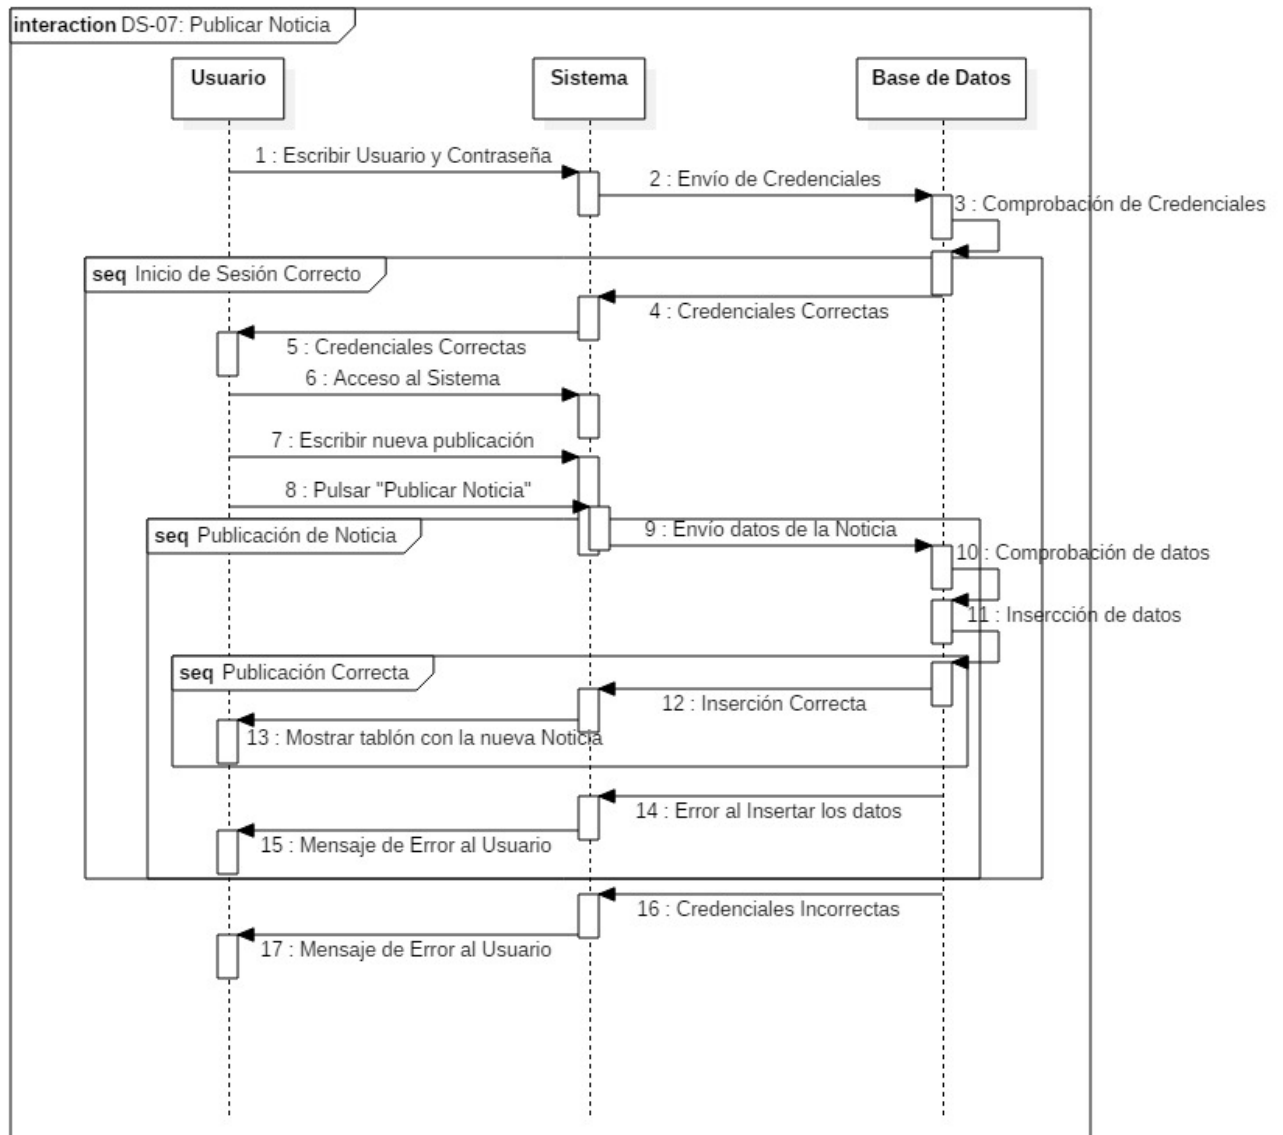 interaction DS-07: Publicar Noticia
Usuario
Sistema
Base de Datos
1 : Escribir Usuario y Contraseña
2 : Envío de Credenciales
3 : Comprobación de Credenciales
seq Inicio de Sesión Correcto
4 : Credenciales Correctas
5 : Credenciales Correctas
6 : Acceso al Sistema
7 : Escribir nueva publicación
8 : Pulsar "Publicar Noticia"
seq Publicación de Noticia
9 : Envío datos de la Noticia
10 : Comprobación de datos
11 : Insercción de datos
seq Publicación Correcta
12 : Inserción Correcta
13 : Mostrar tablón con la nueva Noticia
14 : Error al Insertar los datos
15 : Mensaje de Error al Usuario
16 : Credenciales Incorrectas
17 : Mensaje de Error al Usuario